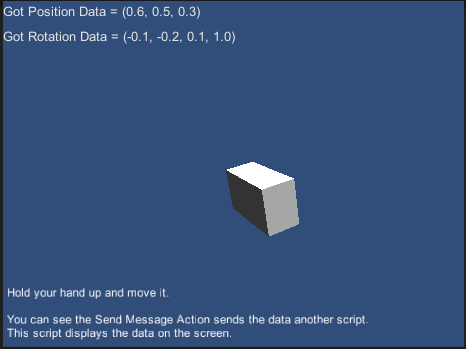 Got Position Data = (0.6, 0.5, 0.3)
Got Rotation Data = (-0.1, -0.2, 0.1, 1.0)
Hold your hand up and move it.
You can see the Send Message Action sends the data another script.
This script displays the data on the screen.